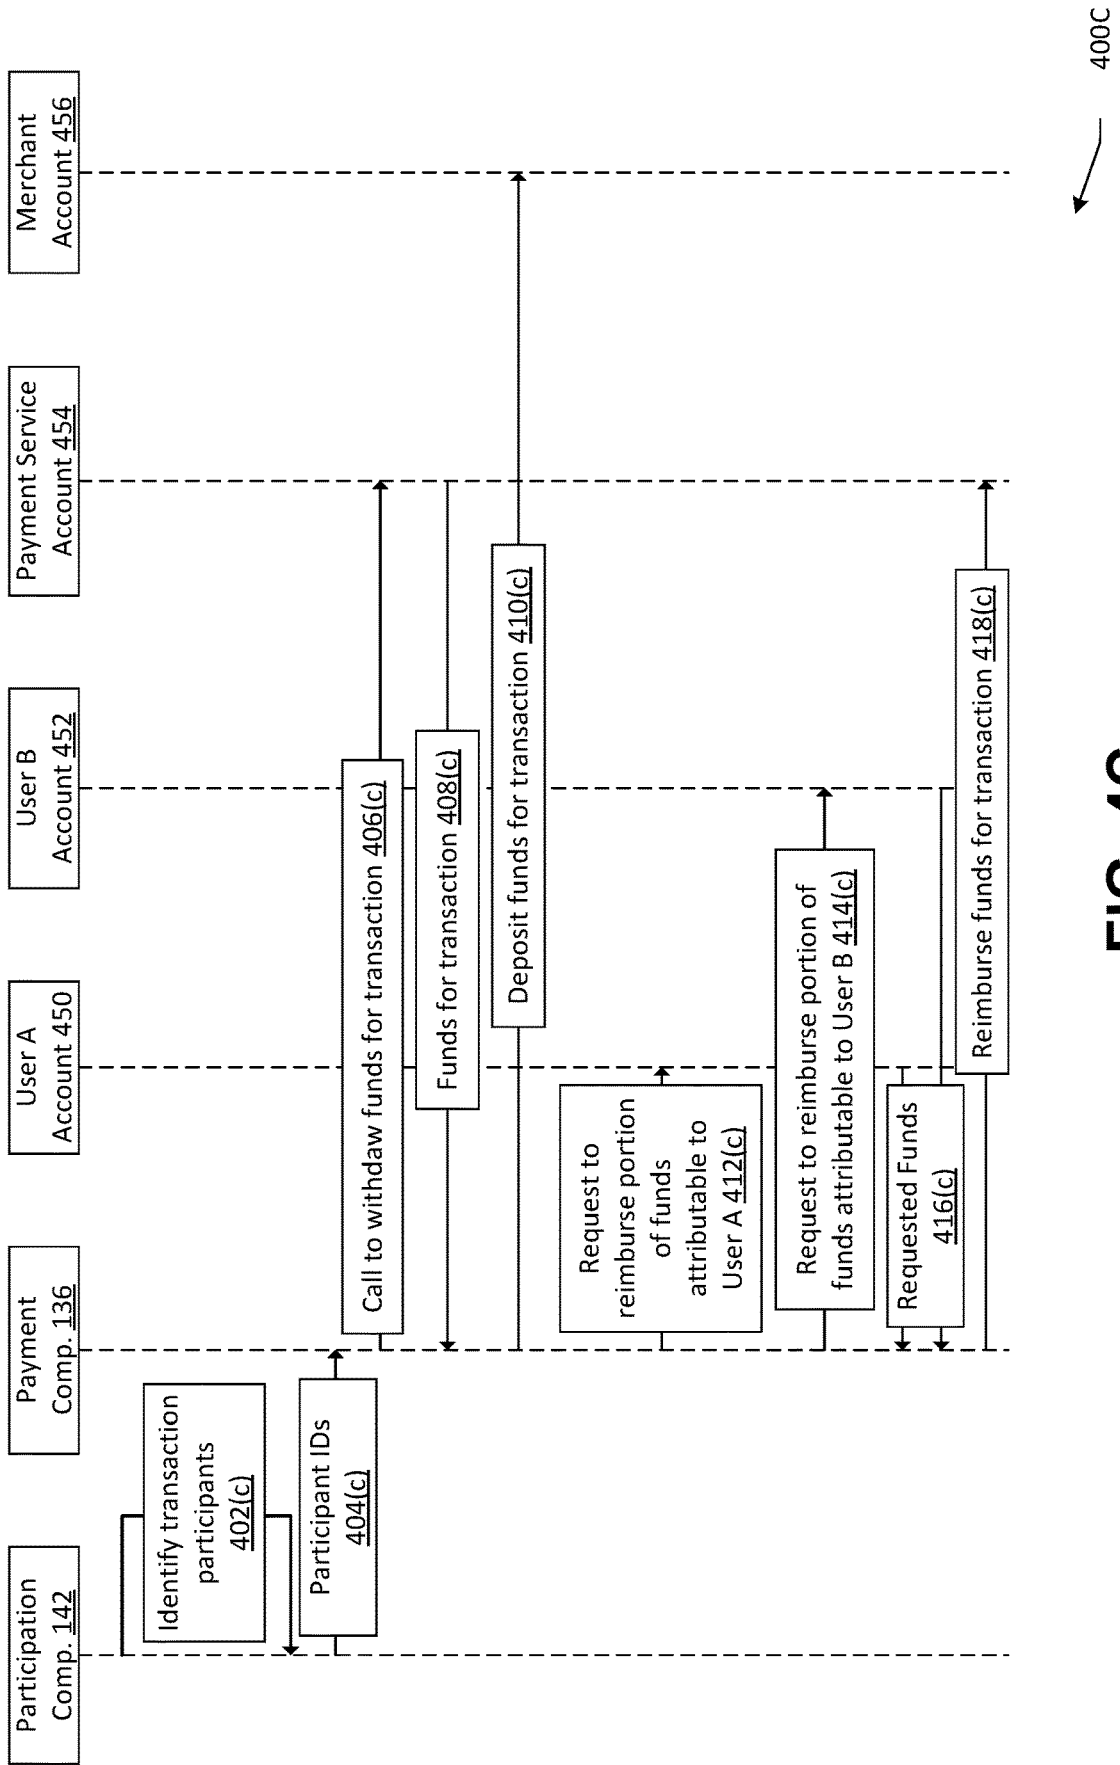 Participation
Comp. 142
Payment
Comp. 136
User A
Account 450
User B
Account 452
Payment Service
Account 454
Merchant
Account 456
Identify transaction
participants
402(c)
Participant IDs
404(c)
Call to withdaw funds for transaction 406(c)
Funds for transaction 408(c)
Deposit funds for transaction 410(c)
Request to
reimburse portion
of funds
attributable to
User A 412(c)
Request to reimburse portion of
funds attributable to User B 414(c)
Requested Funds
416(c)
Reimburse funds for transaction 418(c)
400C